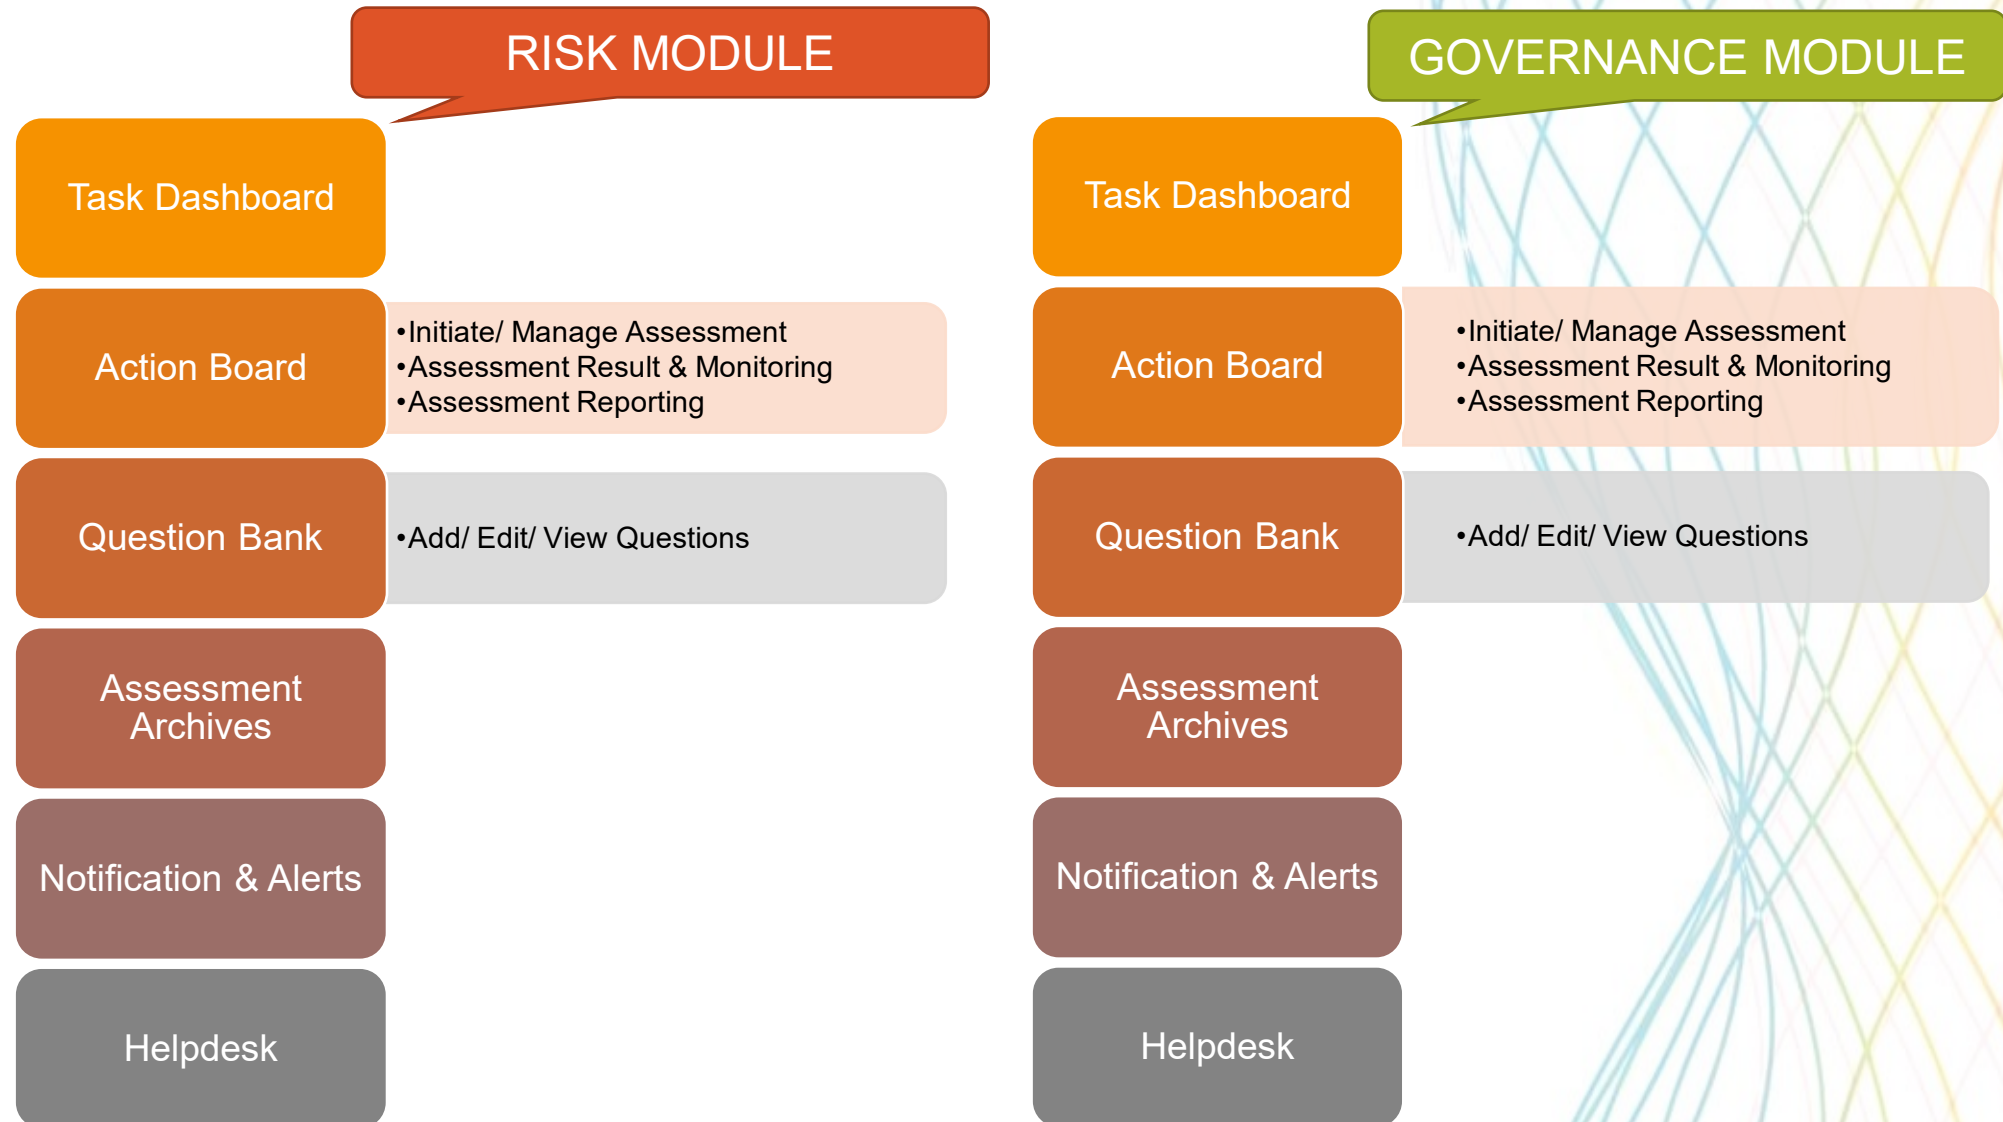 RISK MODULE
Task Dashboard
Action Board
•Initiate/ Manage Assessment
•Assessment Result & Monitoring
•Assessment Reporting
Question Bank
•Add/ Edit/ View Questions
Assessment
Archives
Notification & Alerts
Helpdesk
GOVERNANCE MODULE
Task Dashboard
Action Board
•Initiate/ Manage Assessment
•Assessment Result & Monitoring
•Assessment Reporting
Question Bank
•Add/ Edit/ View Questions
Assessment
Archives
Notification & Alerts
Helpdesk